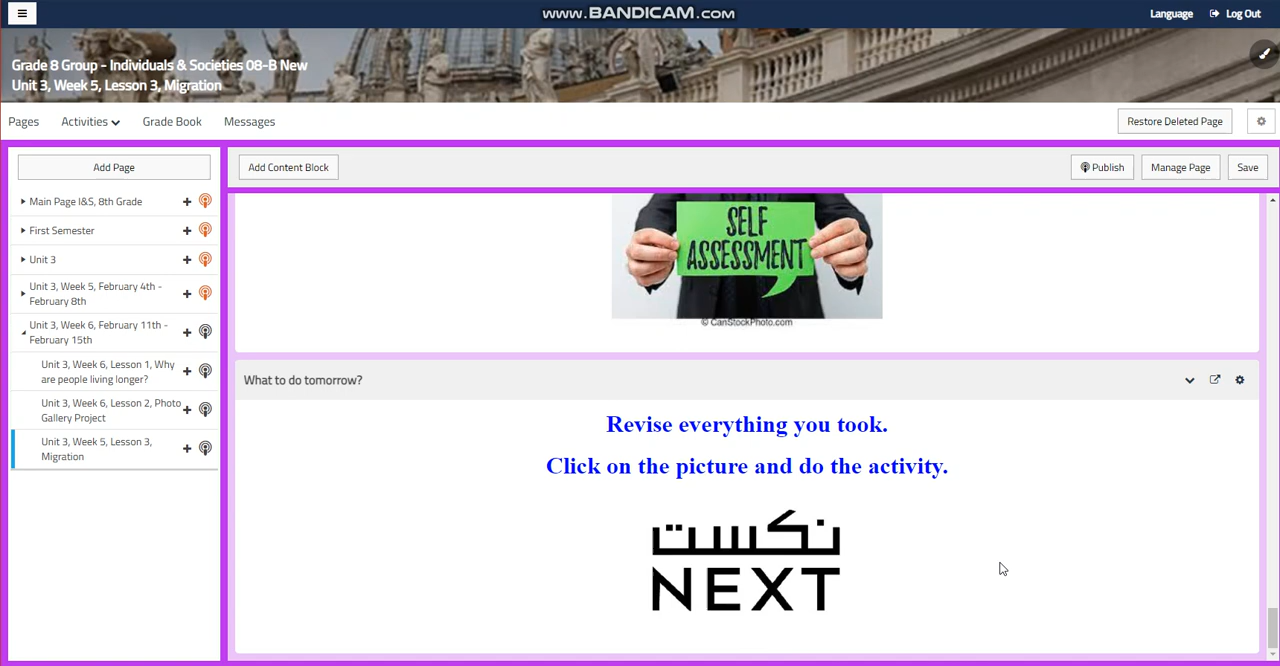 www.BANDICAM.com
Language
Log Out
Grade 8 Group - Individuals & Societies 08-B New
Unit 3, Week 5, Lesson 3, Migration
Pages
Activities
Grade Book
Messages
Restore Deleted Page
Add Page
Add Content Block
Publish
Manage Page
Save
Main Page I&S, 8th Grade
First Semester
Unit 3
Unit 3, Week 5, February 4th -
February 8th
Unit 3, Week 6, February 11th -
February 15th
Unit 3, Week 6, Lesson 1, Why
are people living longer?
Unit 3, Week 6, Lesson 2, Photo
Gallery Project
Unit 3, Week 5, Lesson 3,
Migration
SELF
ASSESSMENT
© CanStockPhoto.com
What to do tomorrow?
Revise everything you took.
Click on the picture and do the activity.
نكست
NEXT